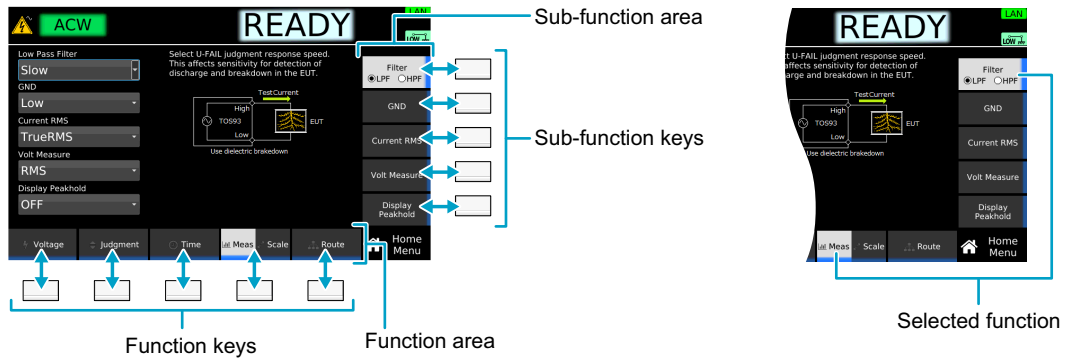 ACW
READY
LAN
LOW
Low Pass Filter
Slow
GND
Low
Current RMS
TrueRMS
Volt Measure
RMS
Display Peakhold
OFF
Select U-FAIL judgment response speed.
This affects sensitivity for detection of
discharge and breakdown in the EUT.
TestCurrent
High
TOS93
EUT
Low
Use dielectric brakedown
Filter
LPF HPF
GND
Current RMS
Volt Measure
Display
Peakhold
Voltage
Judgment
Time
Meas
Scale
Route
Home
Menu
Sub-function area
Sub-function keys
Function keys
Function area
READY
LAN
LOW
t U-FAIL judgment response speed.
affects sensitivity for detection of
arge and breakdown in the EUT.
TestCurrent
High
TOS93
EUT
Low
Use dielectric brakedown
Filter
LPF HPF
GND
Current RMS
Volt Measure
Display
Peakhold
Meas
Scale
Route
Home
Menu
Selected function